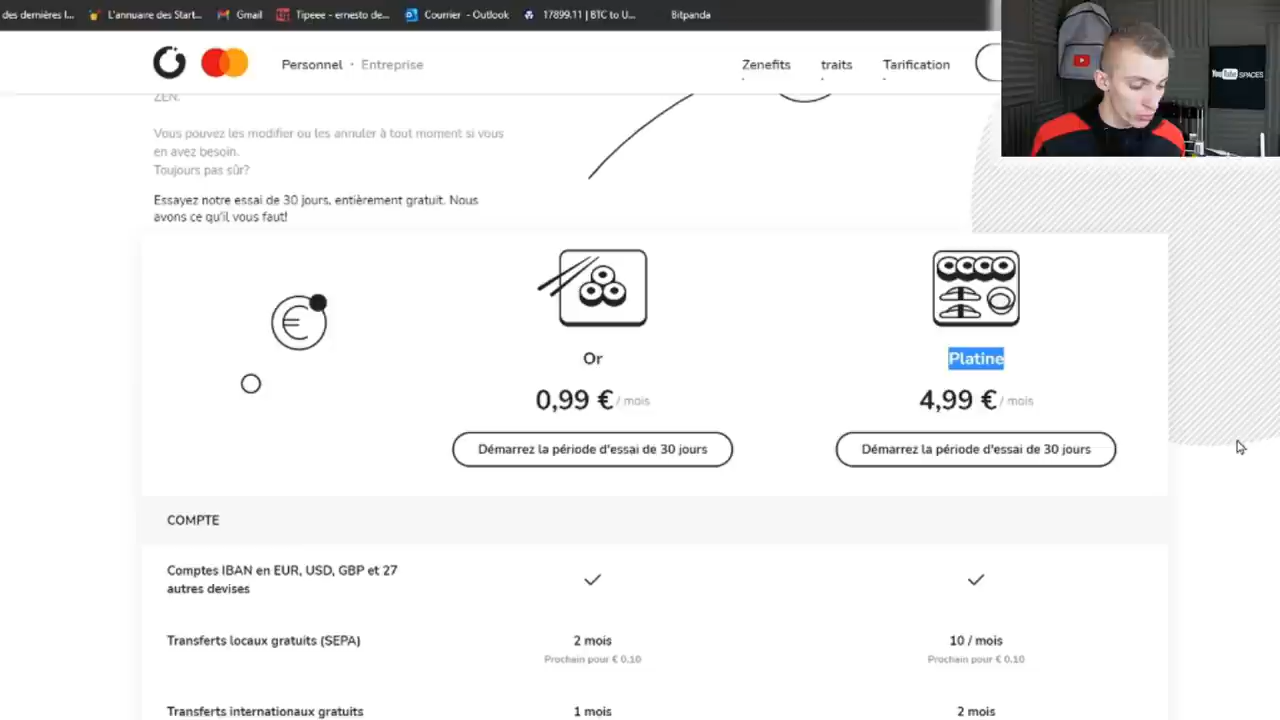 des dernières l... L'annuaire des Start... Gmail Tipeee - ernesto de... Courrier - Outlook 17899.11 | BTC to U... Bitpanda
Personnel · Entreprise Zenefits traits Tarification
YouTube SPACES
ZEN.
Vous pouvez les modifier ou les annuler à tout moment si vous
en avez besoin.
Toujours pas sûr?
Essayez notre essai de 30 jours, entièrement gratuit. Nous
avons ce qu'il vous faut!
Or Platine
0,99 € / mois 4,99 € / mois
Démarrez la période d'essai de 30 jours Démarrez la période d'essai de 30 jours
COMPTE
Comptes IBAN en EUR, USD, GBP et 27
autres devises
Transferts locaux gratuits (SEPA) 2 mois 10 / mois
Prochain pour € 0.10 Prochain pour € 0.10
Transferts internationaux gratuits 1 mois 2 mois